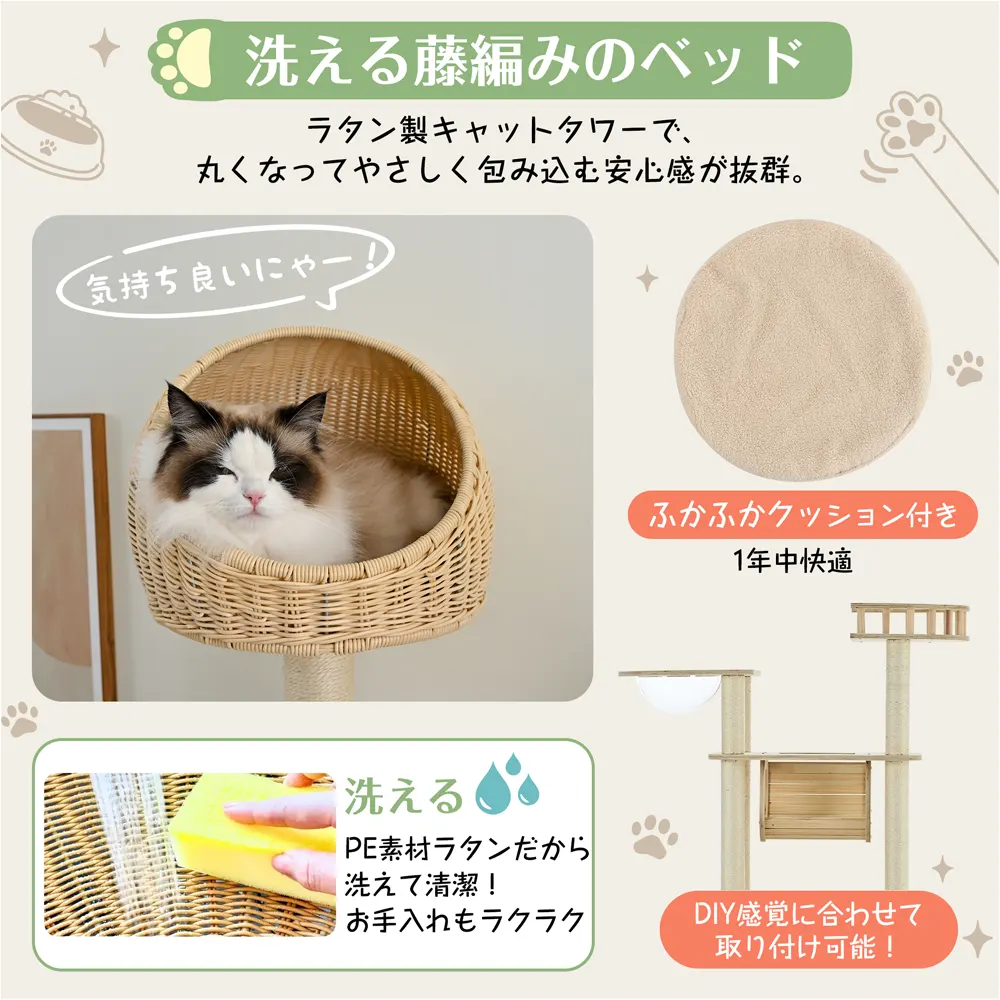 洗える藤編みのベッド
ラタン製キャットタワーで、
丸くなってやさしく包み込む安心感が抜群。
気持ち良いにゃー！
ふかふかクッション付き
1年中快適
洗える
PE素材ラタンだから
洗えて清潔！
お手入れもラクラク
DIY感覚に合わせて
取り付け可能！